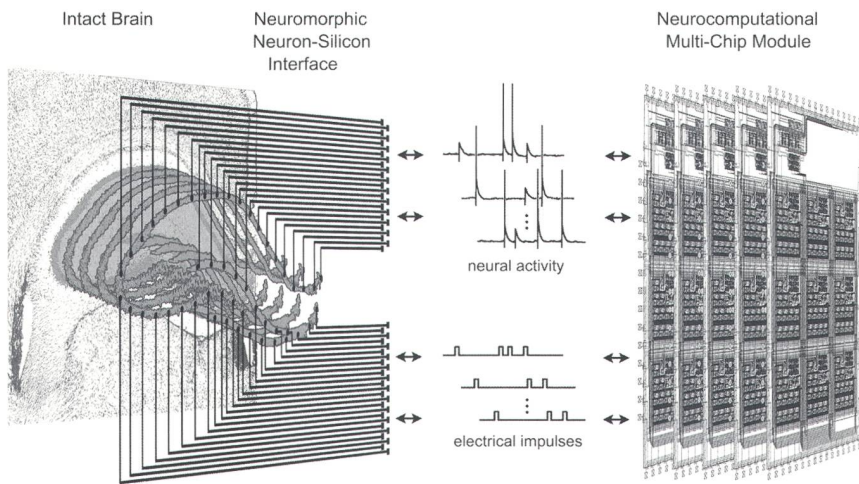 Intact Brain
Neuromorphic
Neuron-Silicon
Interface
Neurocomputational
Multi-Chip Module
neural activity
electrical impulses